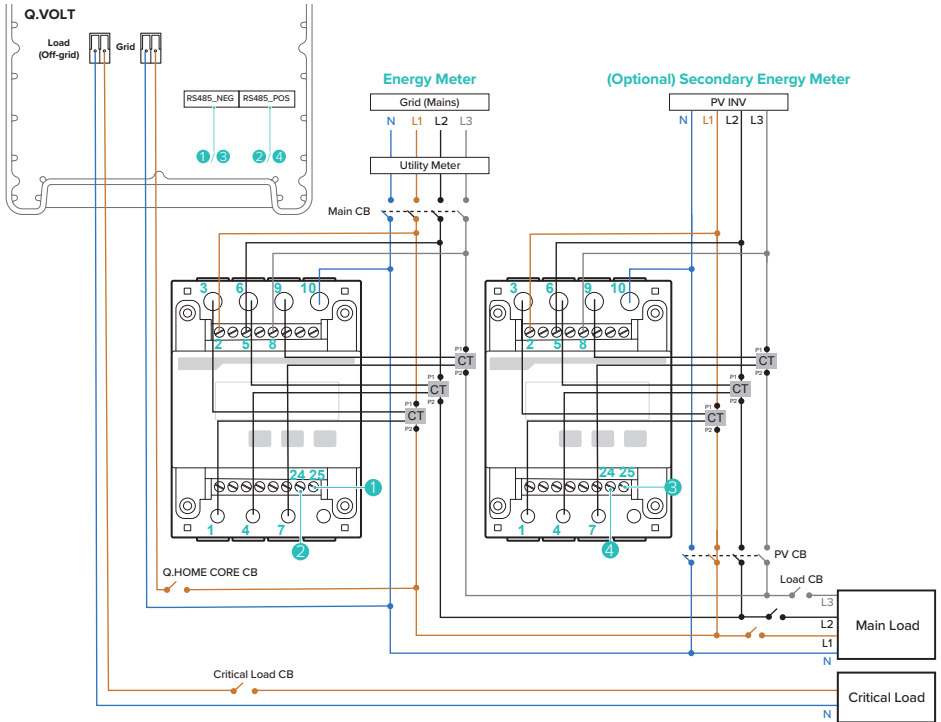 Q.VOLT
Load
(Off-grid)
Grid
RS485_NEG
RS485_POS
1
3
2
4
Energy Meter
Grid (Mains)
N
L1
L2
L3
Utility Meter
Main CB
3
6
9
10
2
5
8
P1
CT
P2
P1
CT
P2
P1
CT
P2
24
25
1
1
4
7
2
(Optional) Secondary Energy Meter
PV INV
N
L1
L2
L3
3
6
9
10
2
5
8
P1
CT
P2
P1
CT
P2
P1
CT
P2
24
25
3
1
4
7
4
PV CB
Q.HOME CORE CB
Load CB
L3
L2
L1
N
Main Load
Critical Load CB
Critical Load
N